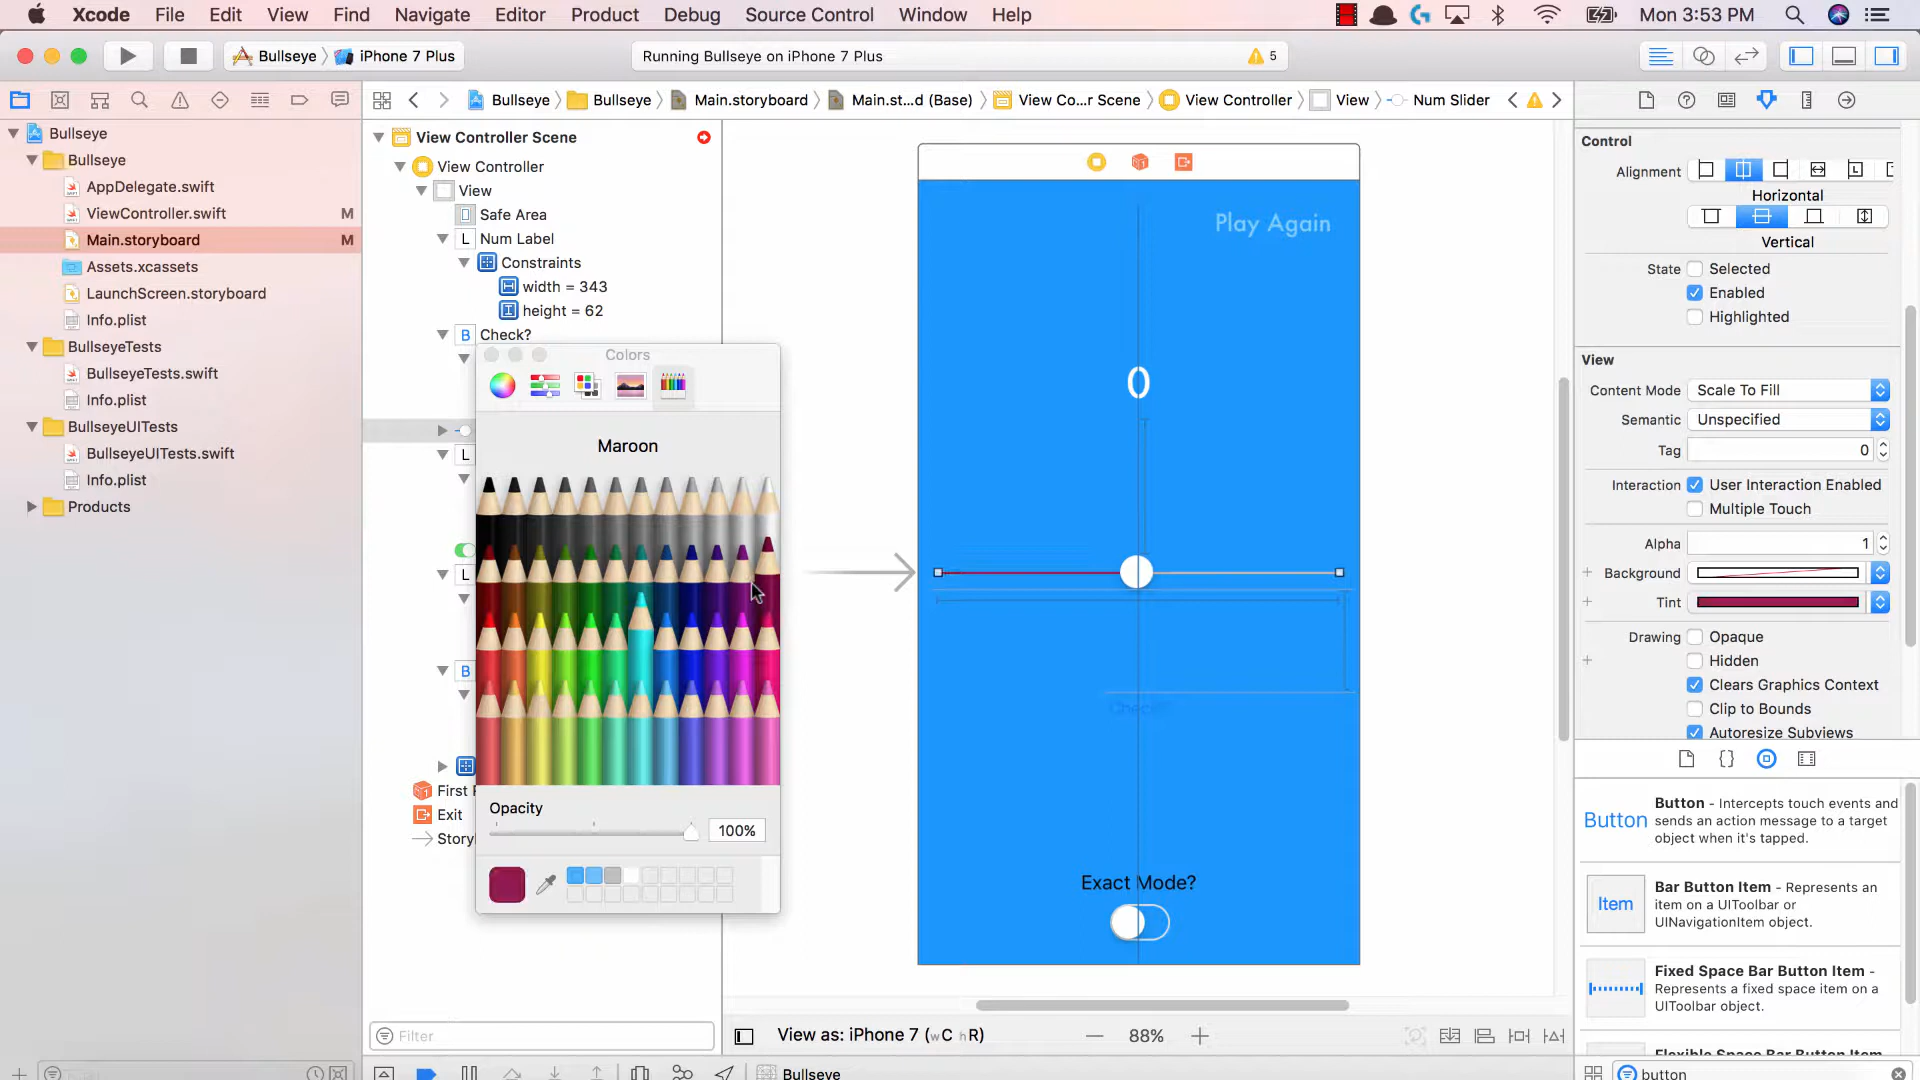 Xcode File Edit View Find Navigate Editor Product Debug Source Control Window Help Mon 3:53 PM
Bullseye iPhone 7 Plus Running Bullseye on iPhone 7 Plus 5
Bullseye Bullseye Main.storyboard Main.st...d (Base) View Co...r Scene View Controller View Num Slider
Bullseye
Bullseye
AppDelegate.swift
ViewController.swift M
Main.storyboard M
Assets.xcassets
LaunchScreen.storyboard
Info.plist
BullseyeTests
BullseyeTests.swift
Info.plist
BullseyeUITests
BullseyeUITests.swift
Info.plist
Products
View Controller Scene
View Controller
View
Safe Area
L Num Label
Constraints
width = 343
height = 62
B Check?
L
L
B
First
Exit
Story
Filter
Colors
Maroon
Opacity
100%
Play Again
0
Check?
Exact Mode?
View as: iPhone 7 (wC hR)
88%
Bullseye
Control
Alignment
Horizontal
Vertical
State Selected
Enabled
Highlighted
View
Content Mode Scale To Fill
Semantic Unspecified
Tag 0
Interaction User Interaction Enabled
Multiple Touch
Alpha 1
Background
Tint
Drawing Opaque
Hidden
Clears Graphics Context
Clip to Bounds
Autoresize Subviews
Button
Button - Intercepts touch events and
sends an action message to a target
object when it's tapped.
Item
Bar Button Item - Represents an
item on a UIToolbar or
UINavigationItem object.
Fixed Space Bar Button Item -
Represents a fixed space item on a
UIToolbar object.
Flexible Space Bar Button Item
button